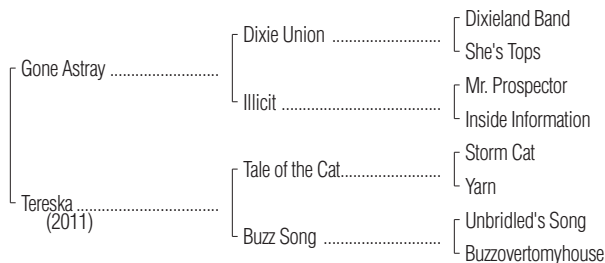 Dixieland Band
Dixie Union ........................................
She's Tops
Gone Astray ........................................
Mr. Prospector
Illicit ........................................
Inside Information
Storm Cat
Tale of the Cat........................................
Yarn
Tereska ........................................
(2011)
Unbridled's Song
Buzz Song ........................................
Buzzovertomyhouse